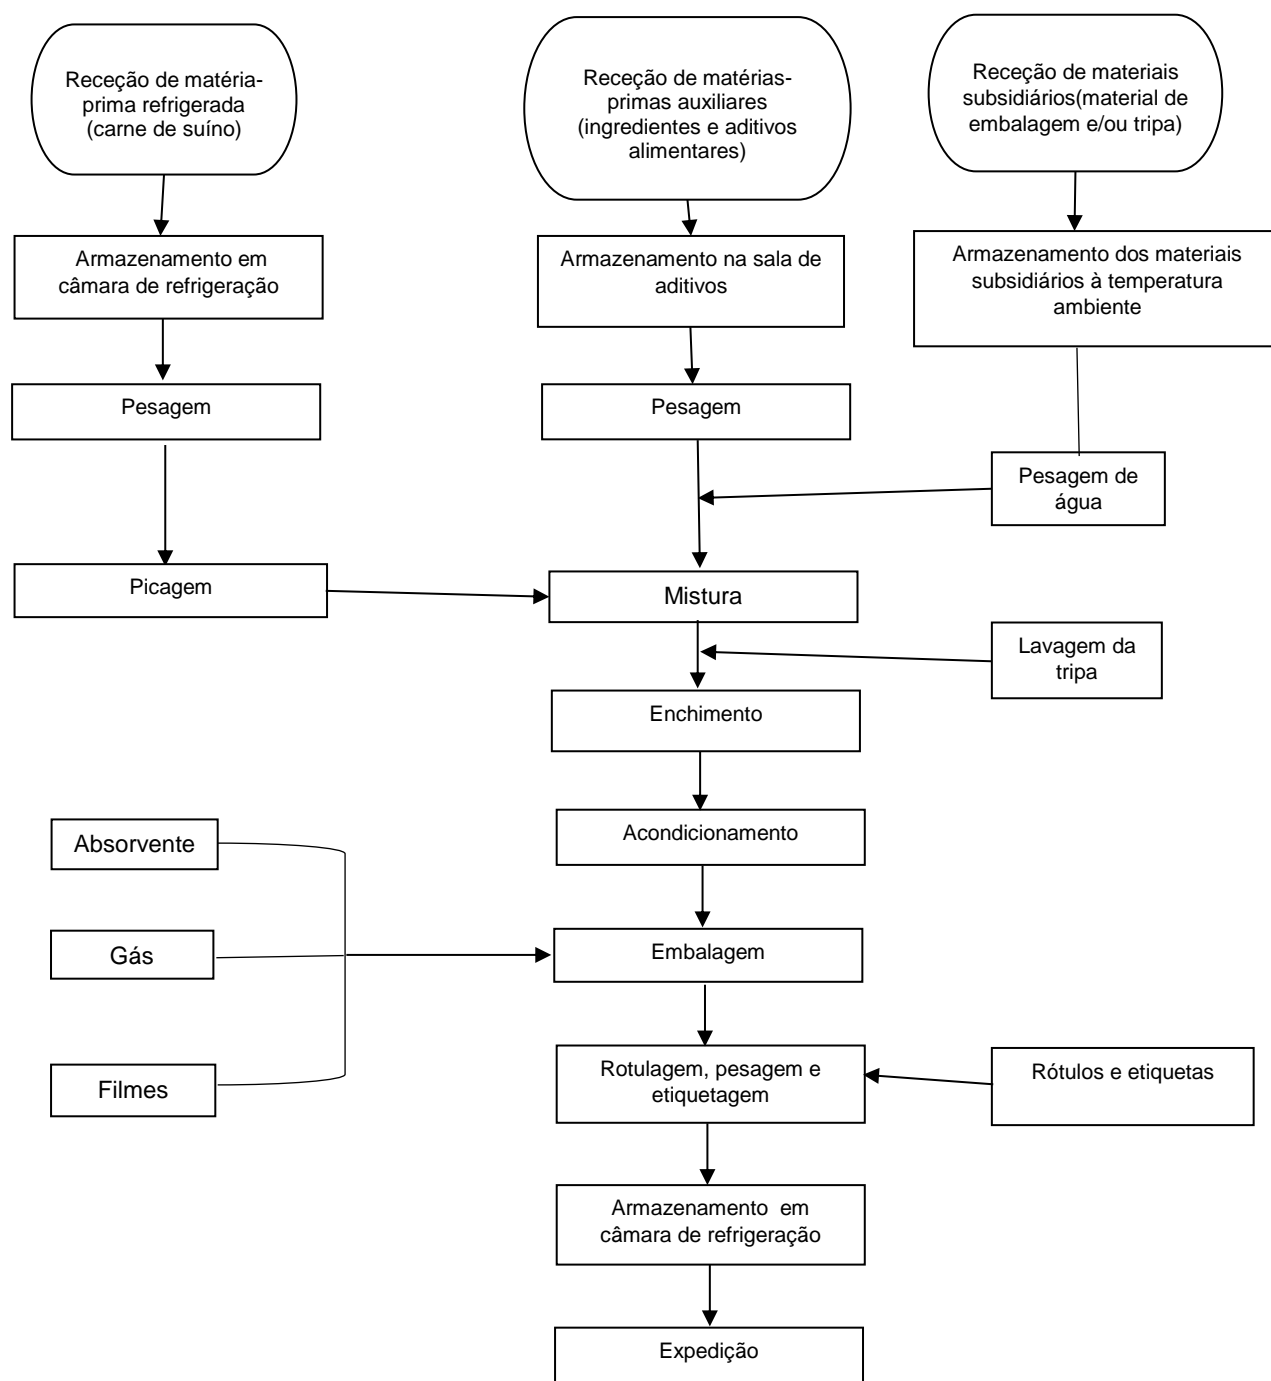 Receção de matéria-
prima refrigerada
(carne de suíno)
Receção de matérias-
primas auxiliares
(ingredientes e aditivos
alimentares)
Receção de materiais
subsidiários(material de
embalagem e/ou tripa)
Armazenamento em
câmara de refrigeração
Armazenamento na sala de
aditivos
Armazenamento dos materiais
subsidiários à temperatura
ambiente
Pesagem
Pesagem
Pesagem de
água
Picagem
Mistura
Lavagem da
tripa
Enchimento
Absorvente
Acondicionamento
Gás
Embalagem
Filmes
Rotulagem, pesagem e
etiquetagem
Rótulos e etiquetas
Armazenamento em
câmara de refrigeração
Expedição